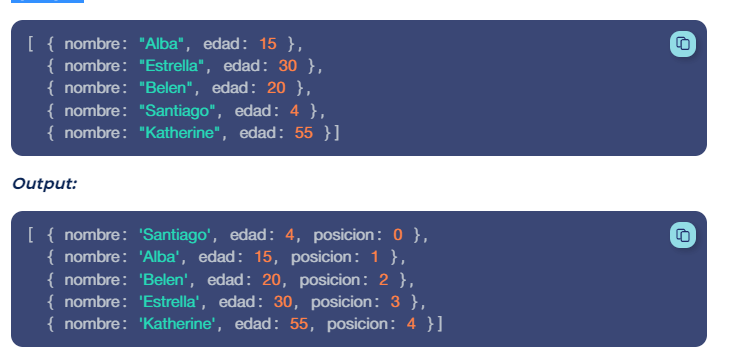 [ { nombre: "Alba", edad: 15 },
{ nombre: "Estrella", edad: 30 },
{ nombre: "Belen", edad: 20 },
{ nombre: "Santiago", edad: 4 },
{ nombre: "Katherine", edad: 55 }]
Output:
[ { nombre: 'Santiago', edad: 4, posicion: 0 },
{ nombre: 'Alba', edad: 15, posicion: 1 },
{ nombre: 'Belen', edad: 20, posicion: 2 },
{ nombre: 'Estrella', edad: 30, posicion: 3 },
{ nombre: 'Katherine', edad: 55, posicion: 4 }]